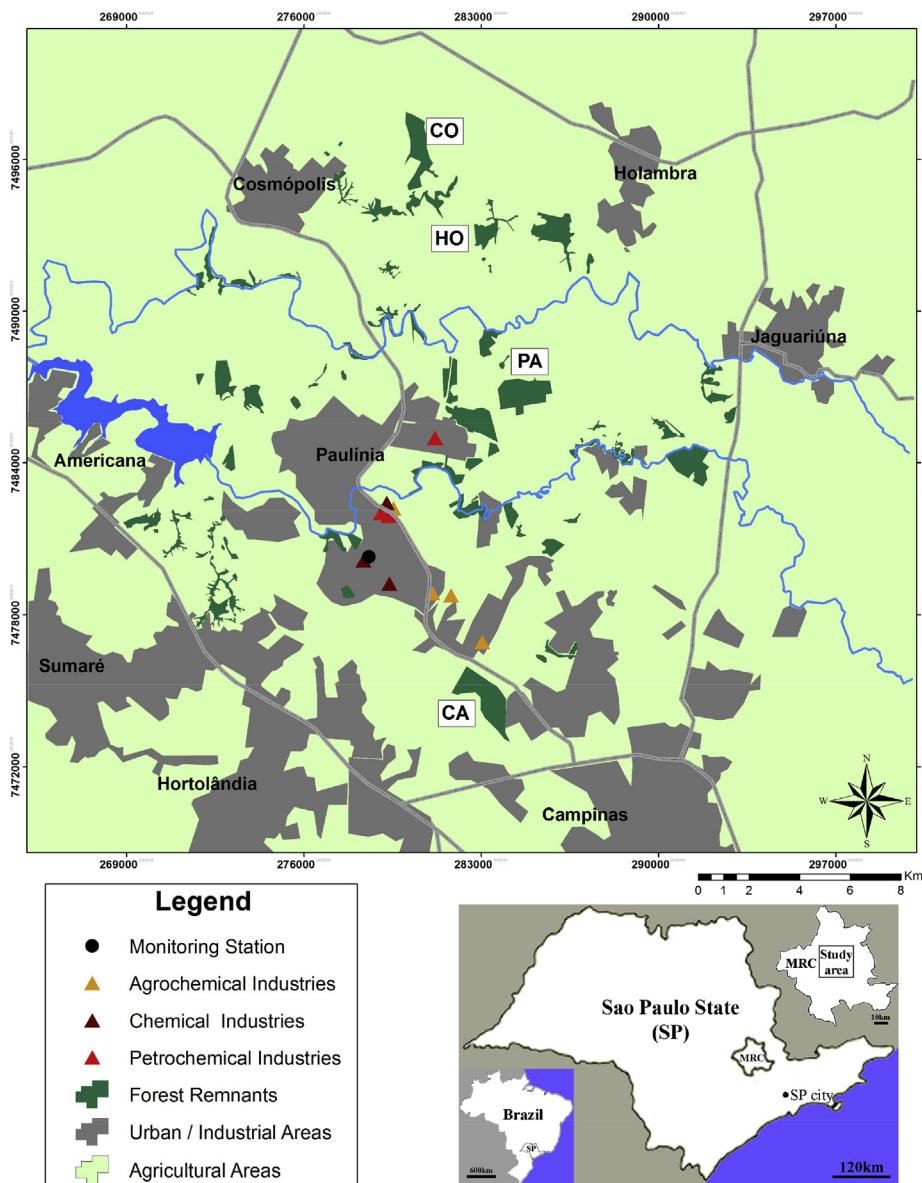 269000 276000 283000 290000 297000
7496000
CO
Cosmópolis
Holambra
HO
7490000
Jaguariúna
PA
Paulínia
Americana
7484000
7478000
Sumaré
CA
7472000
Hortolândia
Campinas
N
W E
S
269000 276000 283000 290000 297000
Km
0 1 2 4 6 8
Legend
Monitoring Station
Agrochemical Industries
Chemical Industries
Petrochemical Industries
Forest Remnants
Urban / Industrial Areas
Agricultural Areas
MRC
Study
area
10km
Sao Paulo State
(SP)
MRC
SP city
Brazil
SP
600km
120km